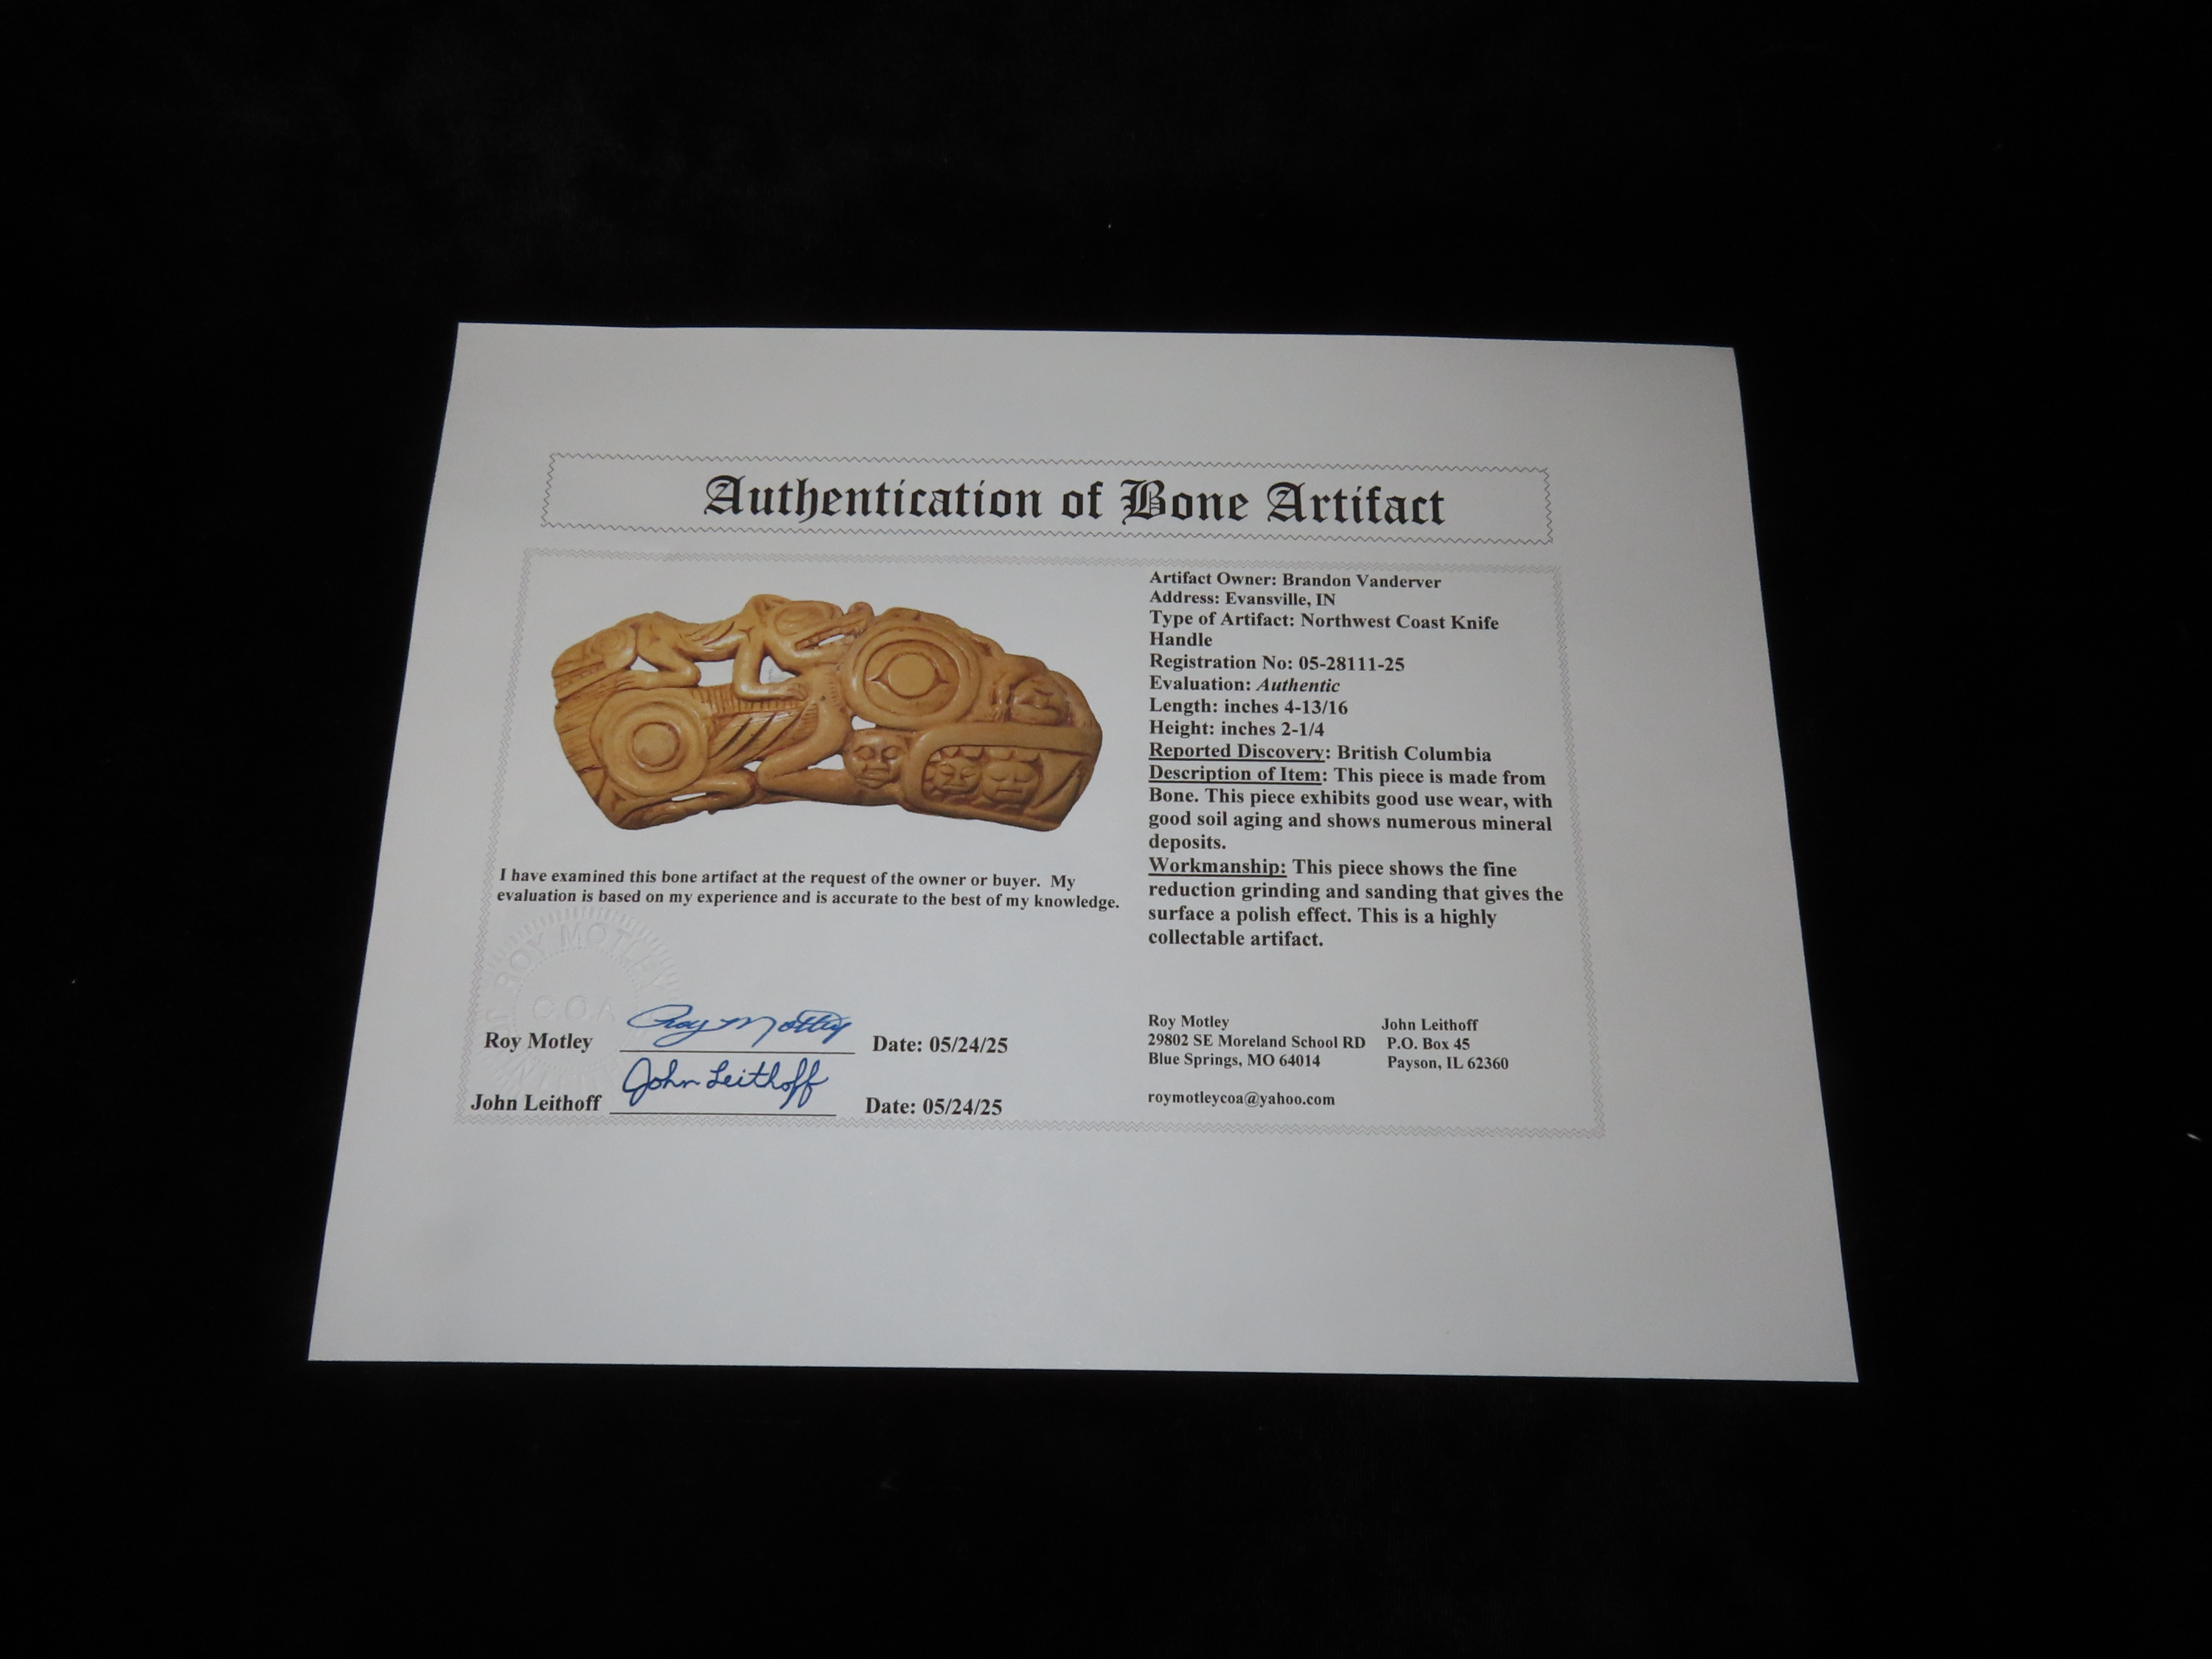 Authentication of Bone Artifact
Artifact Owner: Brandon Vanderver
Address: Evansville, IN
Type of Artifact: Northwest Coast Knife
Handle
Registration No: 05-28111-25
Evaluation: Authentic
Length: inches 4-13/16
Height: inches 2-1/4
Reported Discovery: British Columbia
Description of Item: This piece is made from
Bone. This piece exhibits good use wear, with
good soil aging and shows numerous mineral
deposits.
Workmanship: This piece shows the fine
reduction grinding and sanding that gives the
surface a polish effect. This is a highly
collectable artifact.
I have examined this bone artifact at the request of the owner or buyer. My
evaluation is based on my experience and is accurate to the best of my knowledge.
ROY MOTLEY
C.O.A
Roy Motley Roy Motley Date: 05/24/25
John Leithoff John Leithoff Date: 05/24/25
Roy Motley
29802 SE Moreland School RD
Blue Springs, MO 64014
roymotleycoa@yahoo.com
John Leithoff
P.O. Box 45
Payson, IL 62360